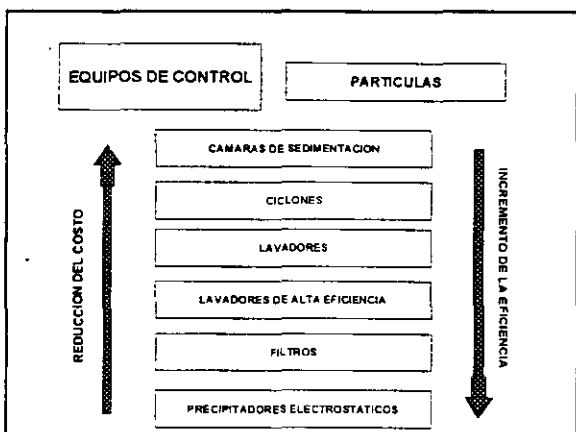 EQUIPOS DE CONTROL
PARTICULAS
CAMARAS DE SEDIMENTACION
CICLONES
LAVADORES
LAVADORES DE ALTA EFICIENCIA
FILTROS
PRECIPITADORES ELECTROSTATICOS
REDUCCION DEL COSTO
INCREMENTO DE LA EFICIENCIA